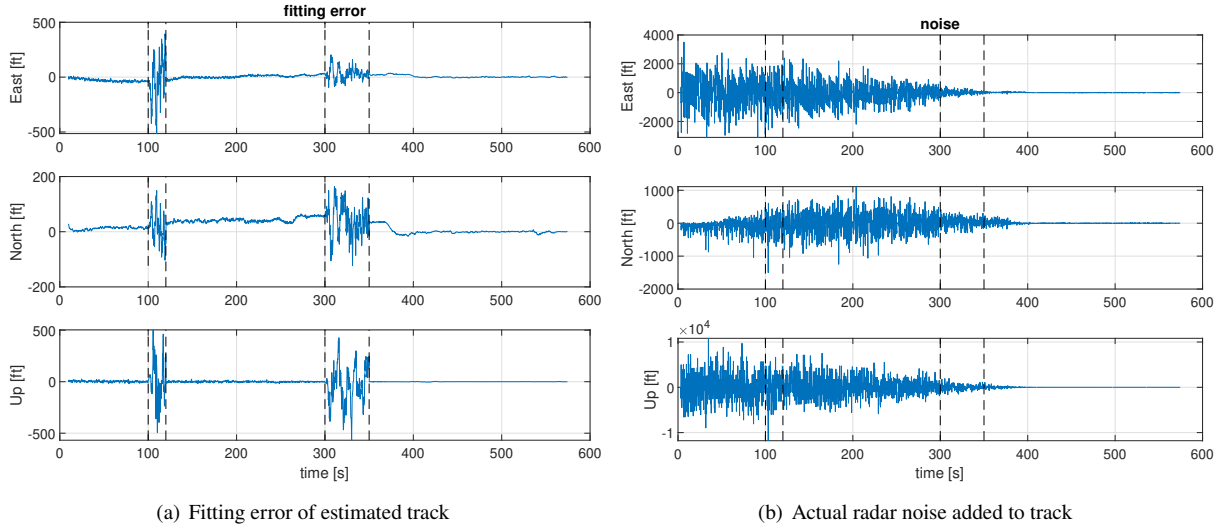 fitting error
500
0
-500
East [ft]
0 100 200 300 400 500 600
200
0
-200
North [ft]
0 100 200 300 400 500 600
500
0
-500
Up [ft]
0 100 200 300 400 500 600
time [s]
(a) Fitting error of estimated track
noise
4000
2000
0
-2000
East [ft]
0 100 200 300 400 500 600
1000
0
-1000
-2000
North [ft]
0 100 200 300 400 500 600
×10⁴
1
0
-1
Up [ft]
0 100 200 300 400 500 600
time [s]
(b) Actual radar noise added to track